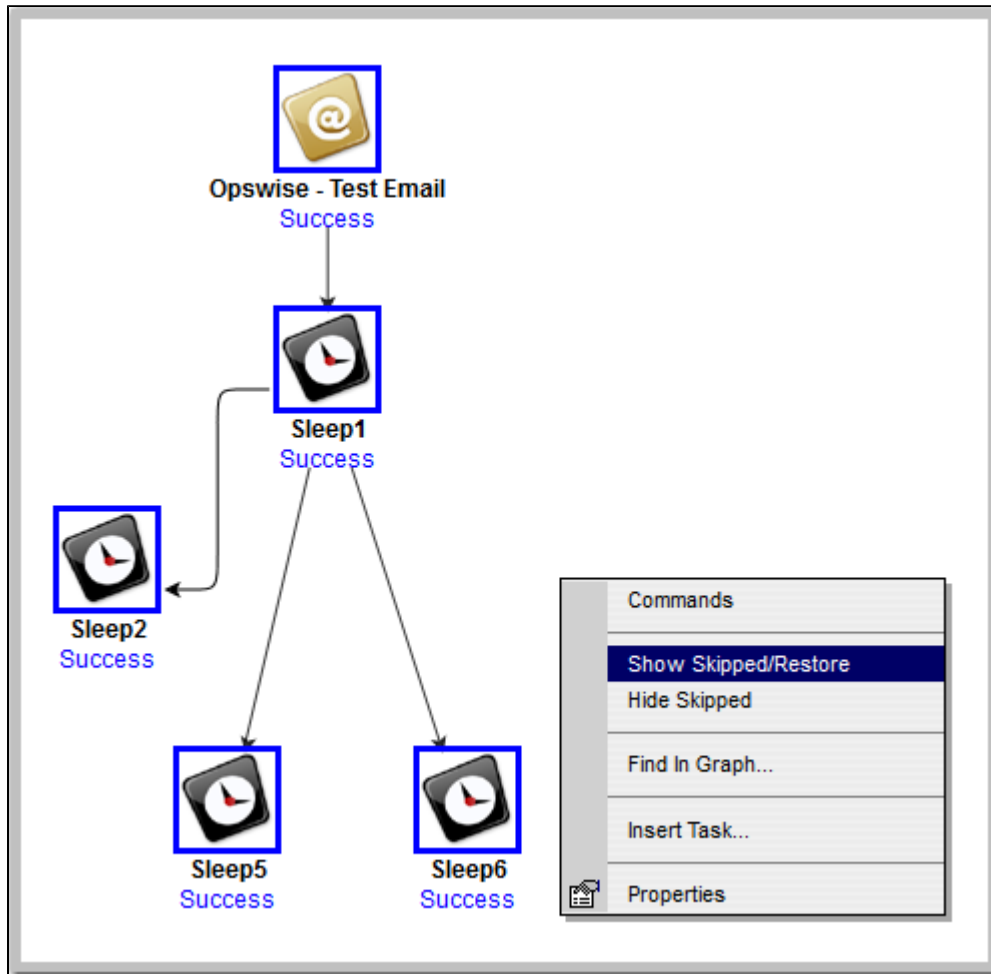 Opswise - Test Email
Success
Sleep1
Success
Sleep2
Success
Sleep5
Success
Sleep6
Success
Commands
Show Skipped/Restore
Hide Skipped
Find In Graph...
Insert Task...
Properties